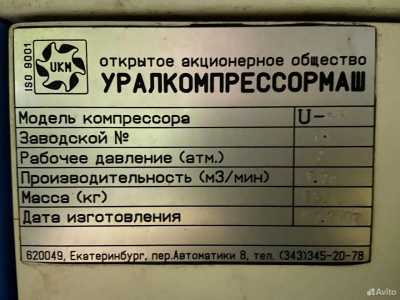 ISO 9001
UKM
открытое акционерное общество
УРАЛКОМПРЕССОРМАШ
Модель компрессора U-
Заводской №
Рабочее давление (атм.)
Производительность (м3/мин)
Масса (кг)
Дата изготовления
620049, Екатеринбург, пер.Автоматики 8, тел. (343)345-20-78
Avito